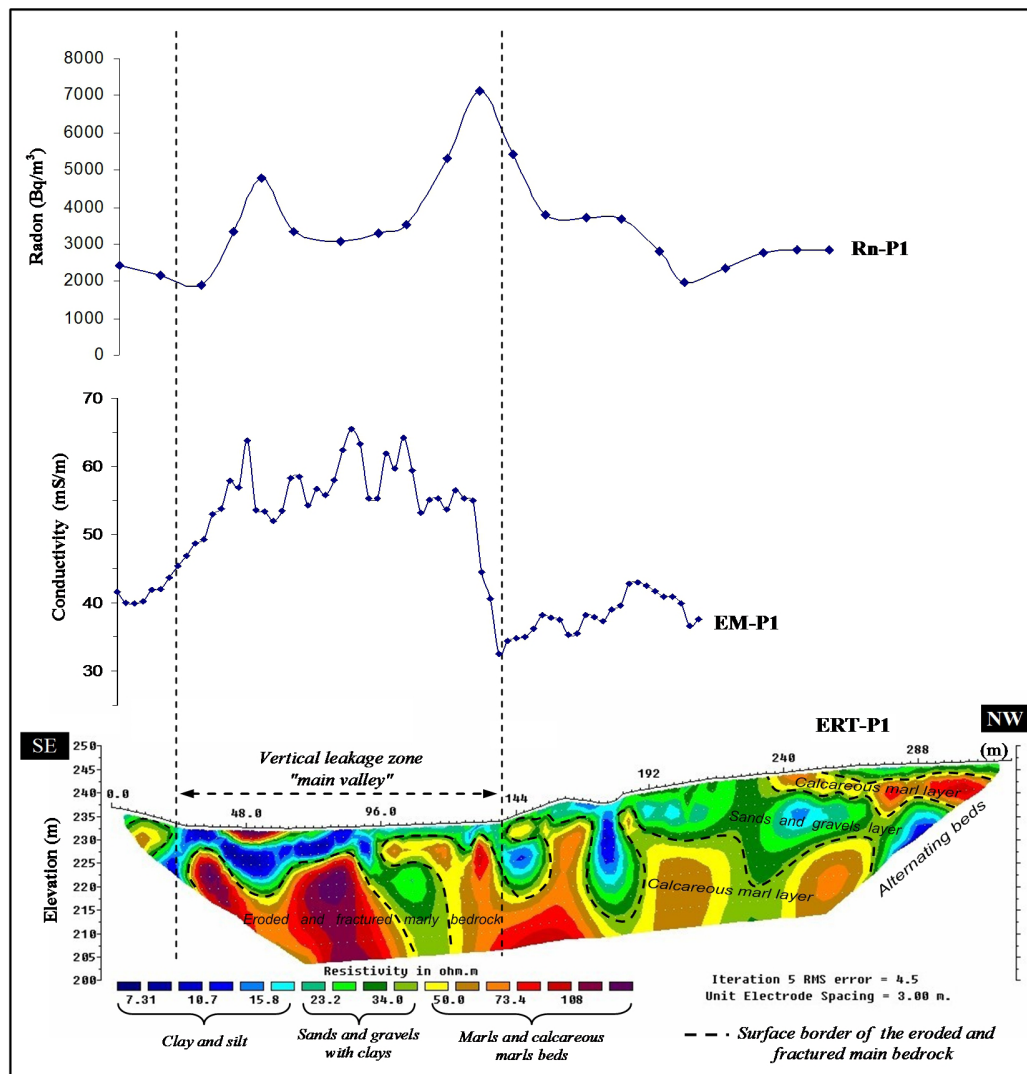 8000
7000
6000
5000
4000
3000
2000
1000
0
Radon (Bq/m³)
Rn-P1
70
60
50
40
30
Conductivity (mS/m)
EM-P1
ERT-P1
SE
NW
(m)
Vertical leakage zone
"main valley"
250
245
240
235
230
225
220
215
210
205
200
Elevation (m)
0.0
48.0
96.0
144
192
240
288
Calcareous marl layer
Sands and gravels layer
Calcareous marl layer
Alternating beds
Eroded and fractured marly bedrock
Resistivity in ohm.m
7.31 10.7 15.8 23.2 34.0 50.0 73.4 108
Clay and silt
Sands and gravels
with clays
Marls and calcareous
marls beds
Iteration 5 RMS error = 4.5
Unit Electrode Spacing = 3.00 m.
Surface border of the eroded and
fractured main bedrock